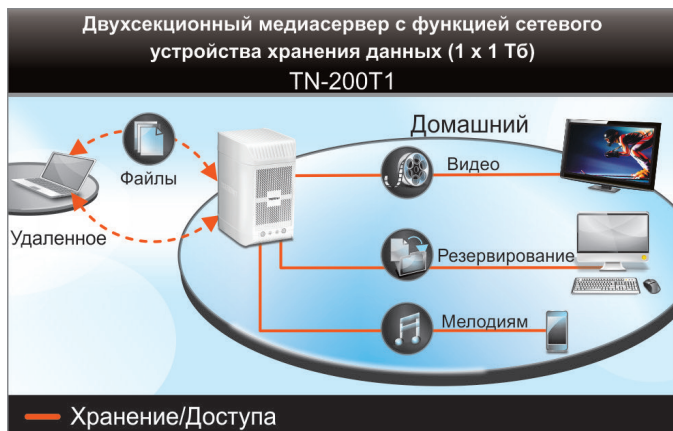 Двухсекционный медиасервер с функцией сетевого
устройства хранения данных (1 x 1 Тб)
TN-200T1
Домашний
Файлы
Видео
Удаленное
Резервирование
Мелодиям
Хранение/Доступа